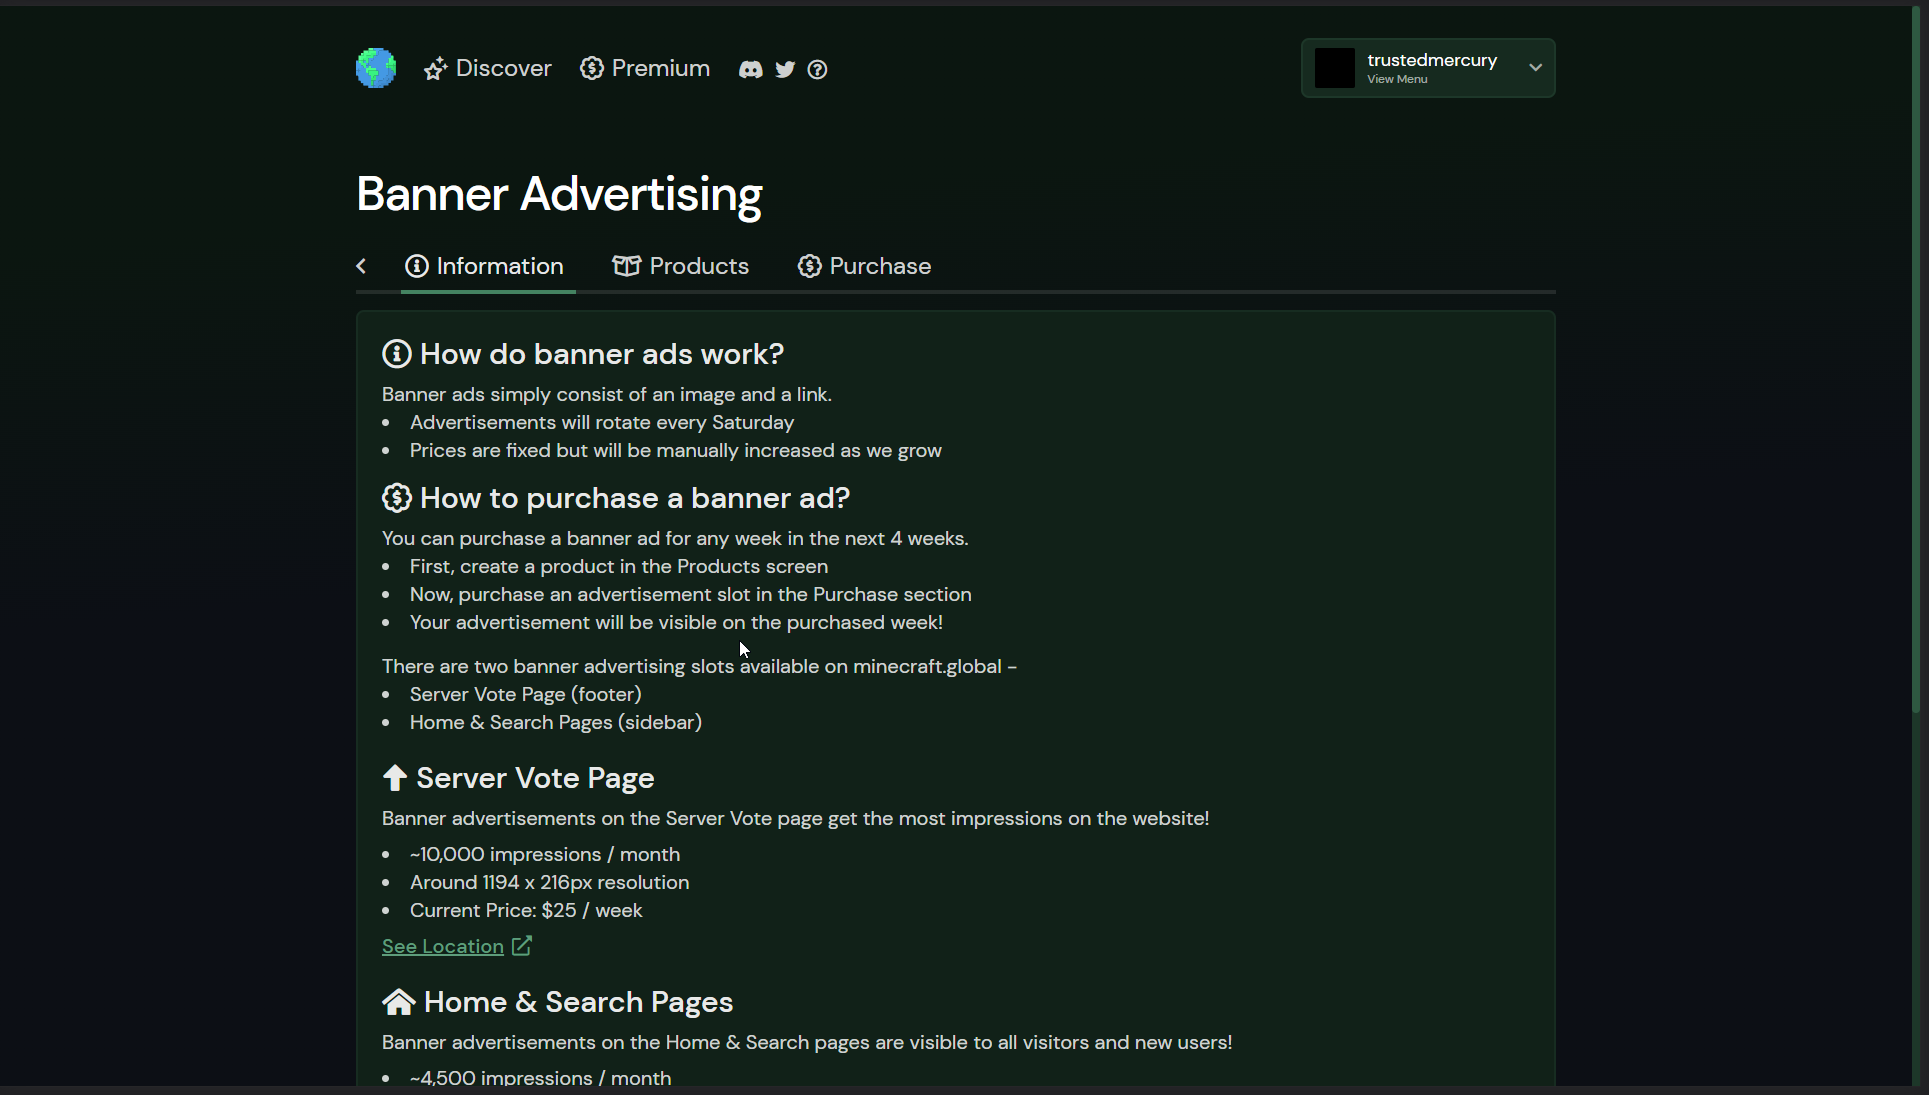 Discover
Premium
trustedmercury
View Menu
Banner Advertising
Information
Products
Purchase
How do banner ads work?
Banner ads simply consist of an image and a link.
Advertisements will rotate every Saturday
Prices are fixed but will be manually increased as we grow
How to purchase a banner ad?
You can purchase a banner ad for any week in the next 4 weeks.
First, create a product in the Products screen
Now, purchase an advertisement slot in the Purchase section
Your advertisement will be visible on the purchased week!
There are two banner advertising slots available on minecraft.global -
Server Vote Page (footer)
Home & Search Pages (sidebar)
Server Vote Page
Banner advertisements on the Server Vote page get the most impressions on the website!
~10,000 impressions / month
Around 1194 x 216px resolution
Current Price: $25 / week
See Location
Home & Search Pages
Banner advertisements on the Home & Search pages are visible to all visitors and new users!
~4,500 impressions / month